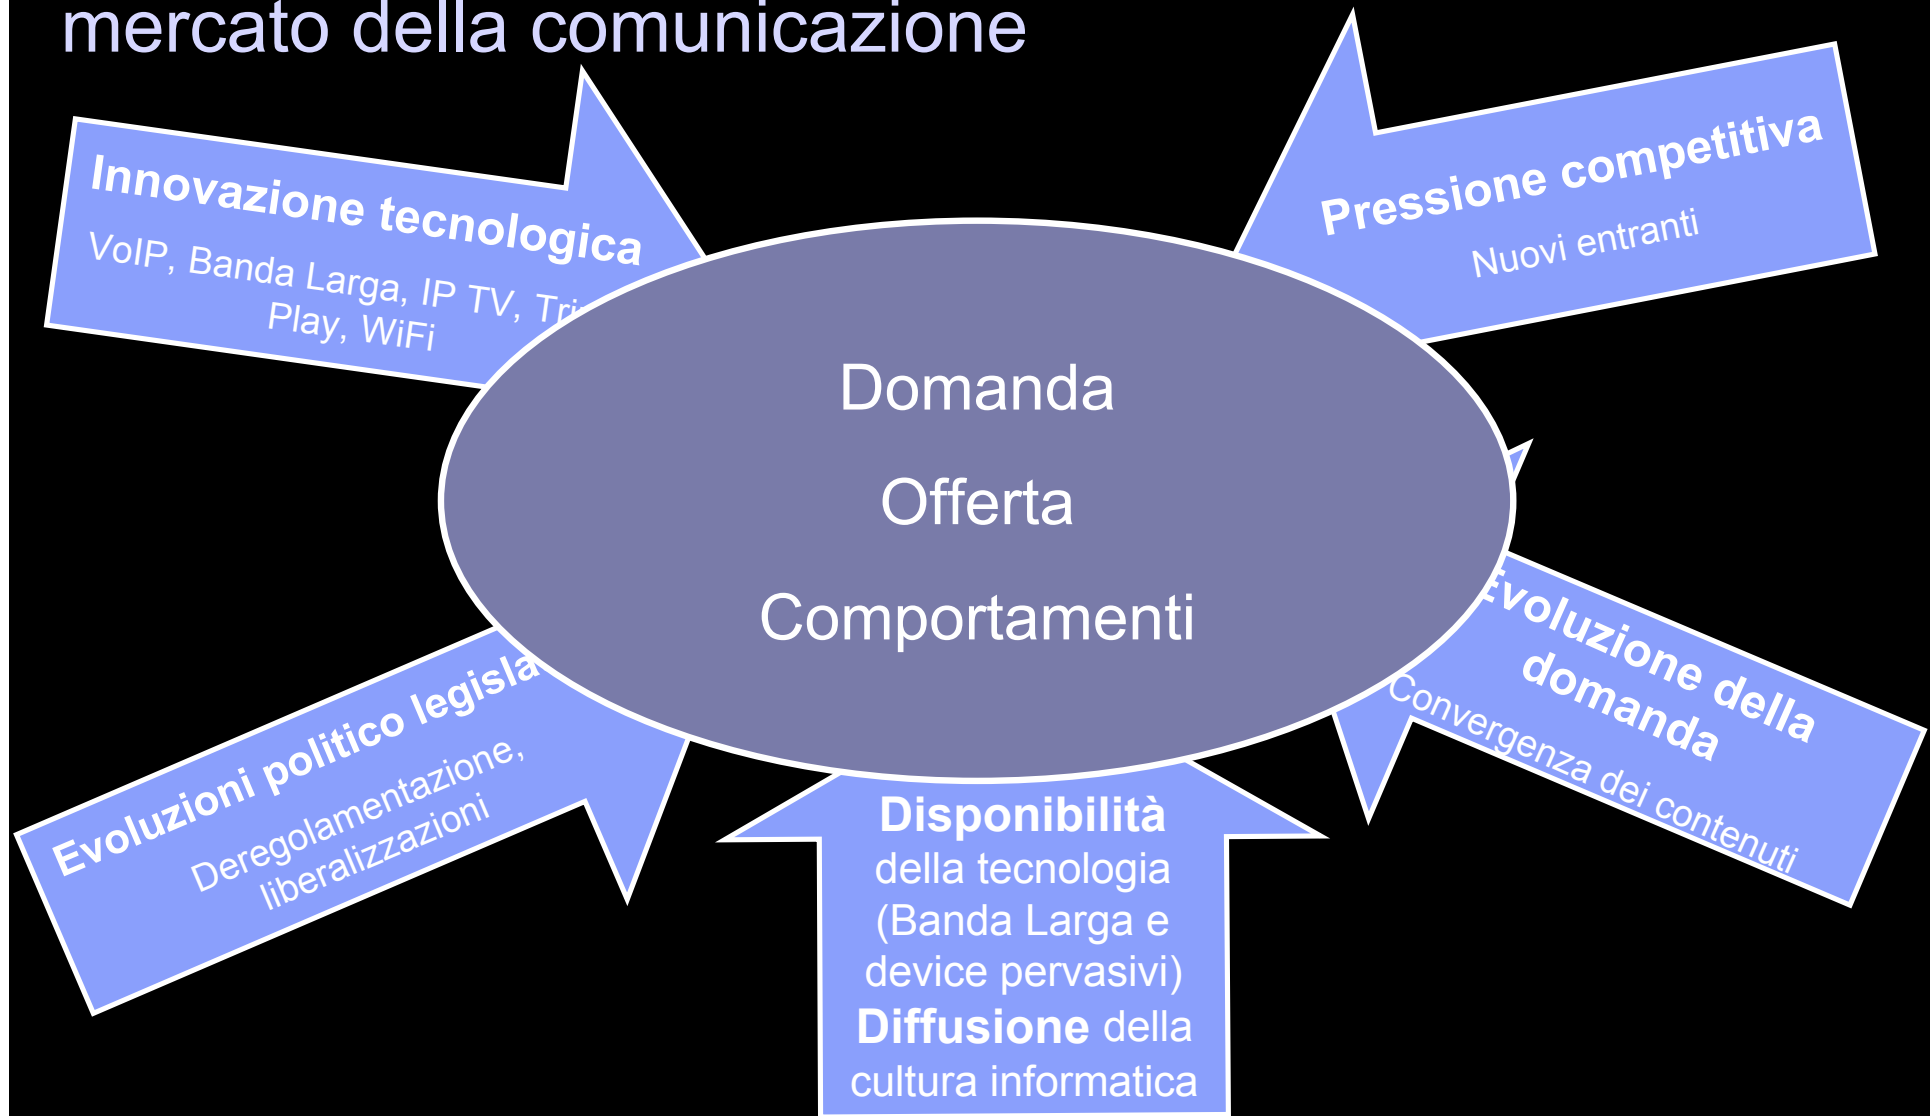 mercato della comunicazione
Innovazione tecnologica
VoIP, Banda Larga, IP TV,
Play, WiFi
Pressione competitiva
Nuovi entranti
Domanda
Offerta
Comportamenti
Evoluzioni politico
Deregolamentazione,
liberalizzazioni
Evoluzione della
domanda
Convergenza dei contenuti
Disponibilità
della tecnologia
(Banda Larga e
device pervasivi)
Diffusione della
cultura informatica